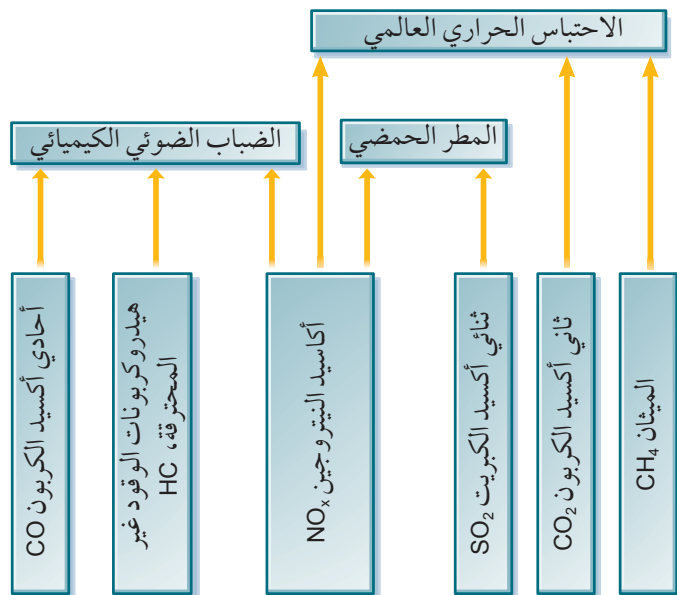 الاحتباس الحراري العالمي
المطر الحمضي
الضباب الضوئي الكيميائي
الميثان CH₄
ثاني أكسيد الكربون CO₂
ثنائي أكسيد الكبريت SO₂
أكاسيد النيتروجين NOₓ
هيدروكربونات الوقود غير
المحترقة، HC
أحادي أكسيد الكربون CO